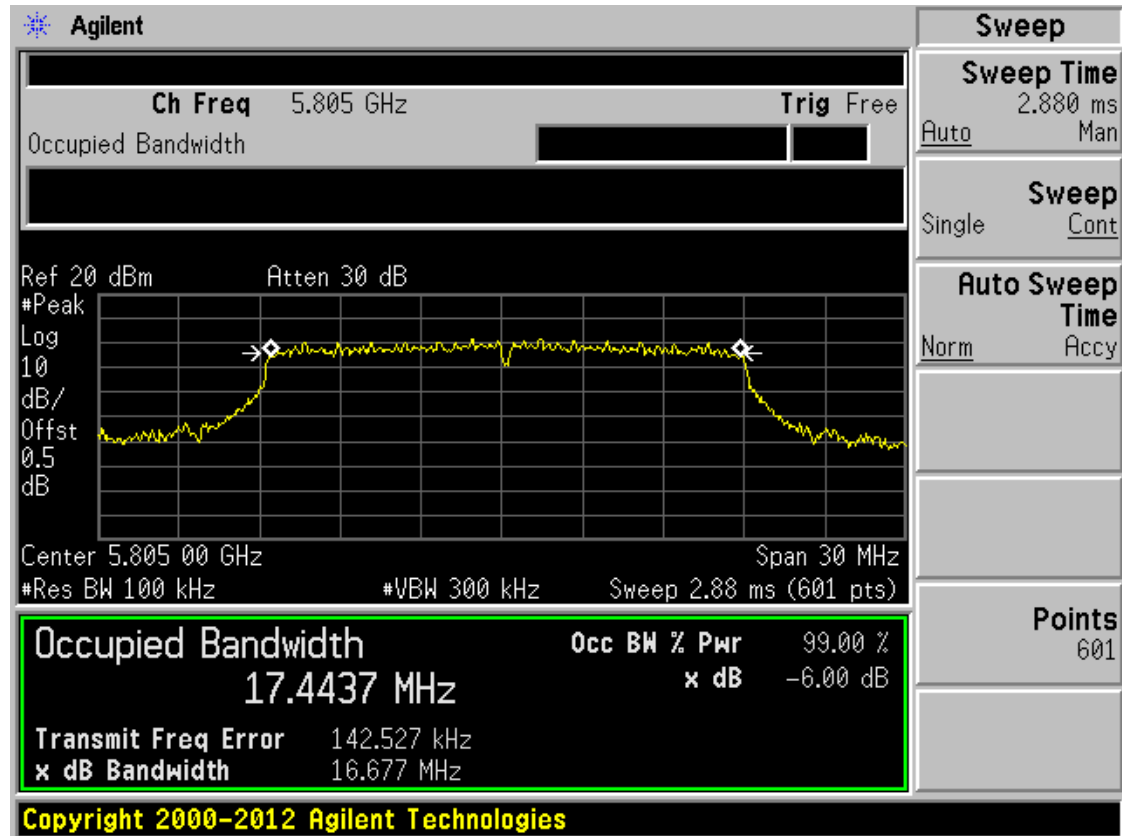 Agilent
Sweep
Ch Freq 5.805 GHz Trig Free
Occupied Bandwidth
Sweep Time
2.880 ms
Auto Man
Sweep
Single Cont
Ref 20 dBm Atten 30 dB
#Peak
Log
10
dB/
Offst
0.5
dB
Auto Sweep
Time
Norm Accy
Center 5.805 00 GHz Span 30 MHz
#Res BW 100 kHz #VBW 300 kHz Sweep 2.88 ms (601 pts)
Occupied Bandwidth Occ BW % Pwr 99.00 %
17.4437 MHz x dB -6.00 dB
Transmit Freq Error 142.527 kHz
x dB Bandwidth 16.677 MHz
Points
601
Copyright 2000-2012 Agilent Technologies